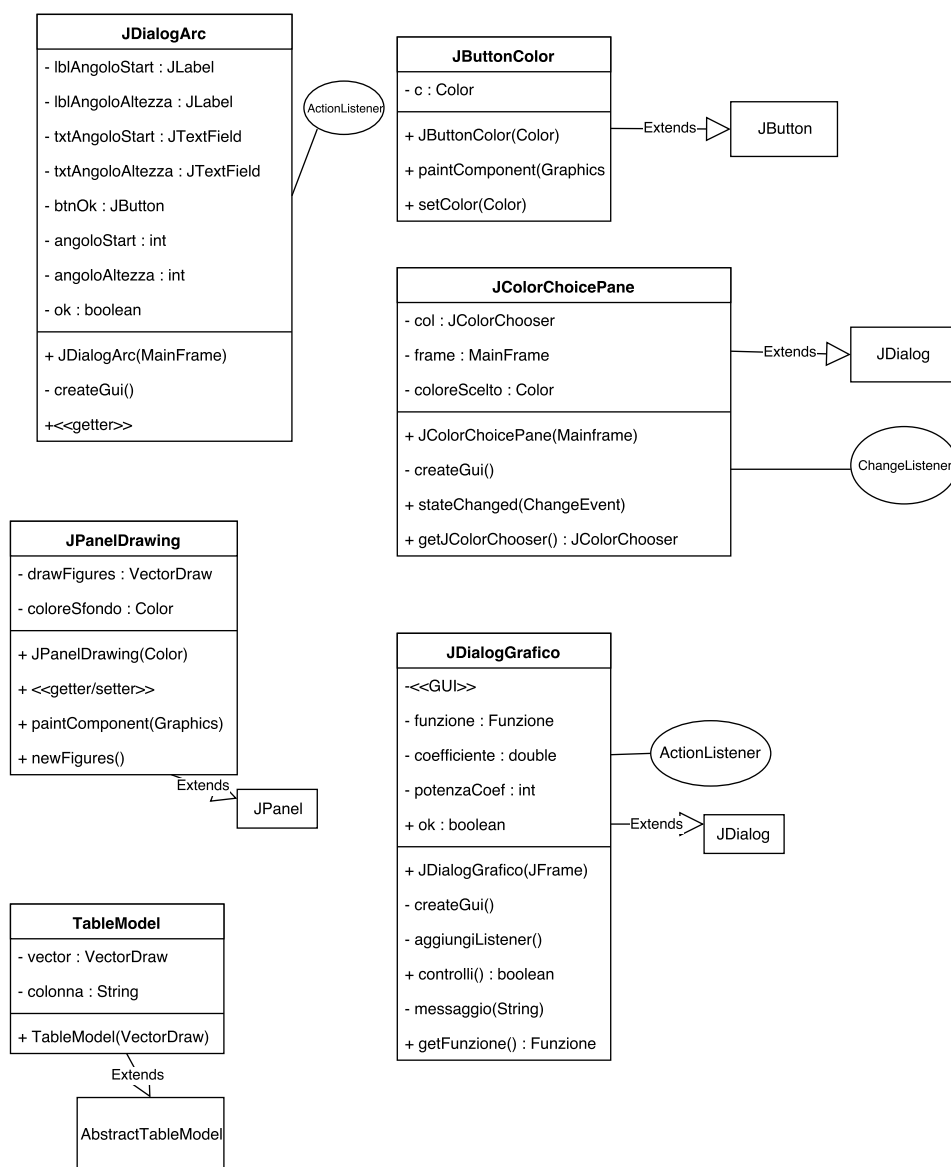 JDialogArc
- lblAngoloStart : JLabel
- lblAngoloAltezza : JLabel
- txtAngoloStart : JTextField
- txtAngoloAltezza : JTextField
- btnOk : JButton
- angoloStart : int
- angoloAltezza : int
- ok : boolean
+ JDialogArc(MainFrame)
- createGui()
+<<getter>>
ActionListener
JButtonColor
- c : Color
+ JButtonColor(Color)
+ paintComponent(Graphics
+ setColor(Color)
Extends
JButton
JColorChoicePane
- col : JColorChooser
- frame : MainFrame
- coloreScelto : Color
+ JColorChoicePane(Mainframe)
- createGui()
+ stateChanged(ChangeEvent)
+ getJColorChooser() : JColorChooser
Extends
JDialog
ChangeListener
JPanelDrawing
- drawFigures : VectorDraw
- coloreSfondo : Color
+ JPanelDrawing(Color)
+ <<getter/setter>>
+ paintComponent(Graphics)
+ newFigures()
Extends
JPanel
JDialogGrafico
-<<GUI>>
- funzione : Funzione
- coefficiente : double
- potenzaCoef : int
+ ok : boolean
+ JDialogGrafico(JFrame)
- createGui()
- aggiungiListener()
+ controlli() : boolean
- messaggio(String)
+ getFunzione() : Funzione
ActionListener
Extends
JDialog
TableModel
- vector : VectorDraw
- colonna : String
+ TableModel(VectorDraw)
Extends
AbstractTableModel